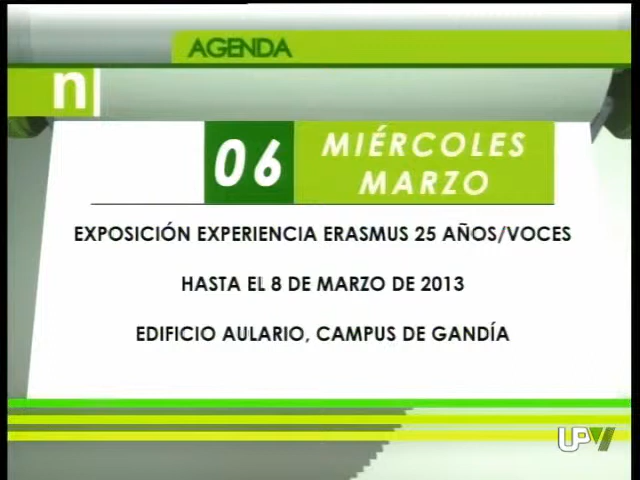 AGENDA
n
06
MIÉRCOLES
MARZO
EXPOSICIÓN EXPERIENCIA ERASMUS 25 AÑOS/VOCES
HASTA EL 8 DE MARZO DE 2013
EDIFICIO AULARIO, CAMPUS DE GANDÍA
UPV